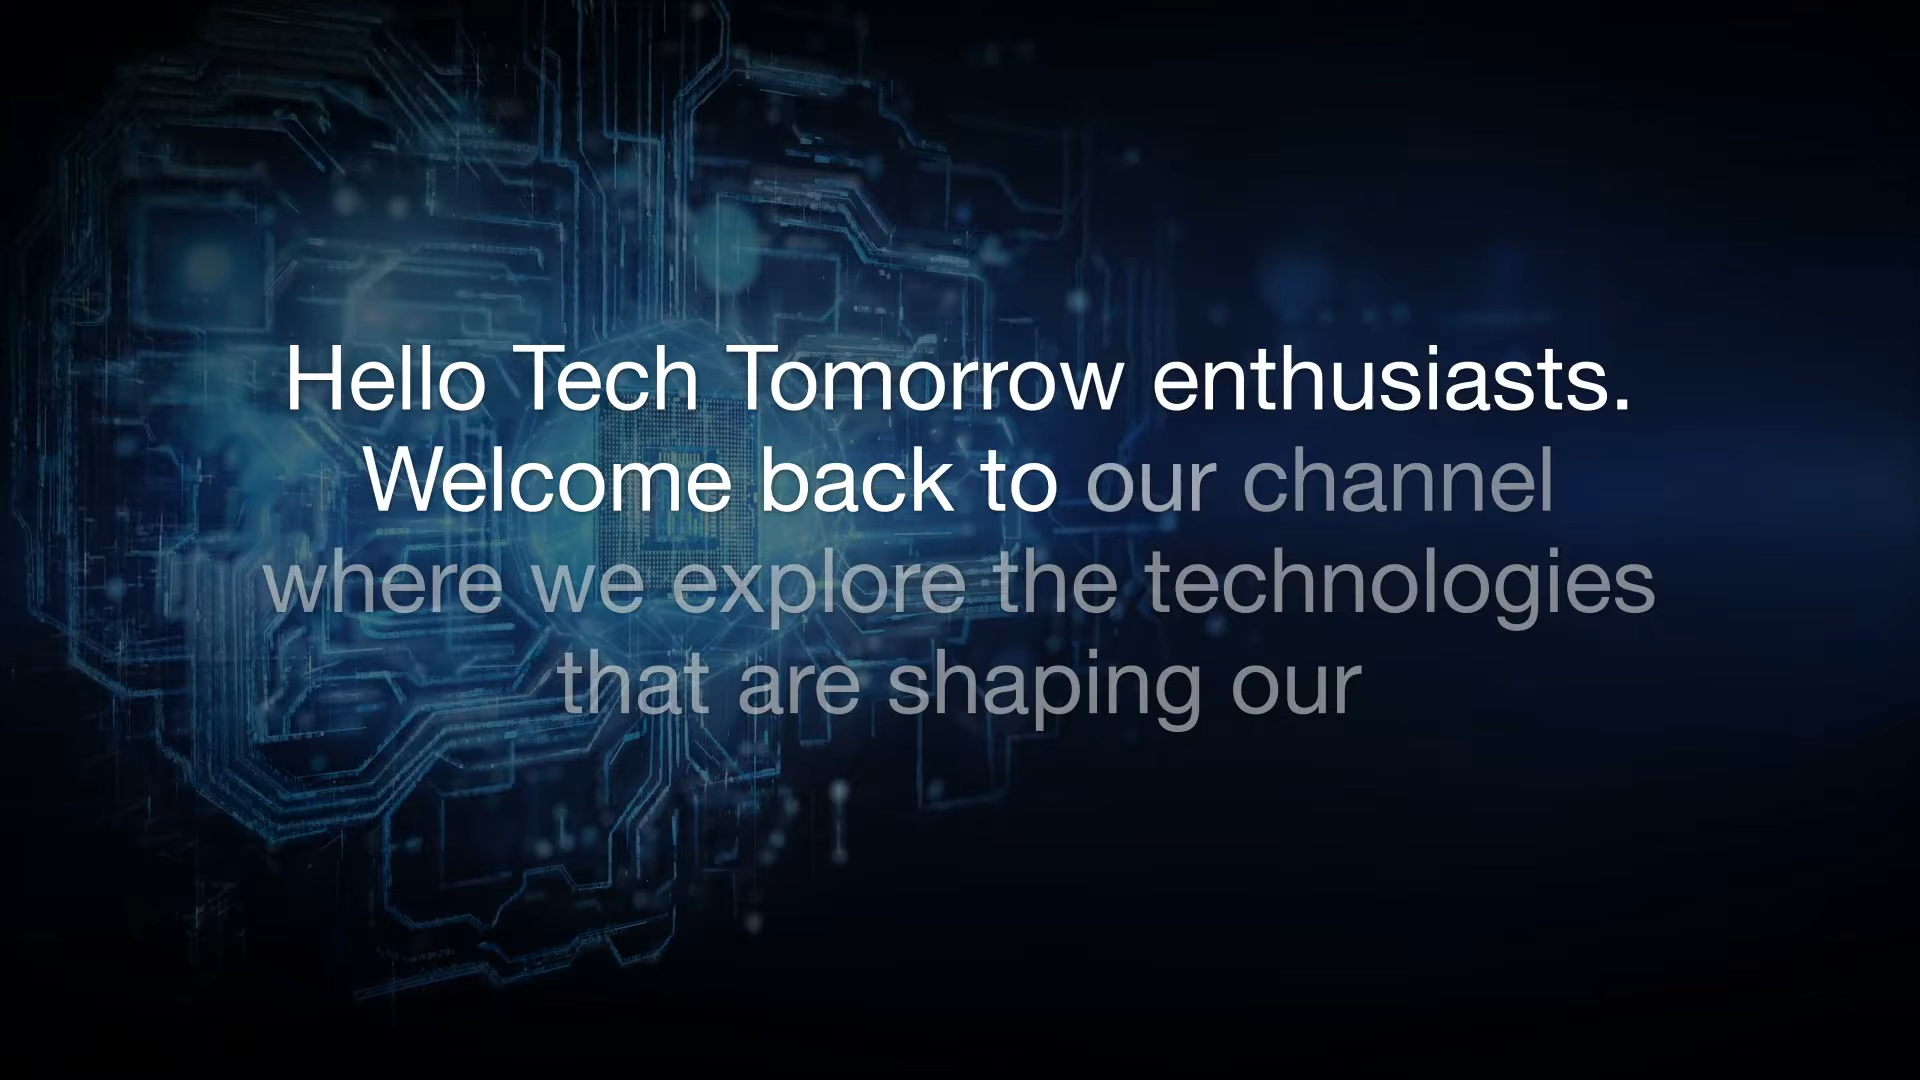 Hello Tech Tomorrow enthusiasts.
Welcome back to our channel
where we explore the technologies
that are shaping our